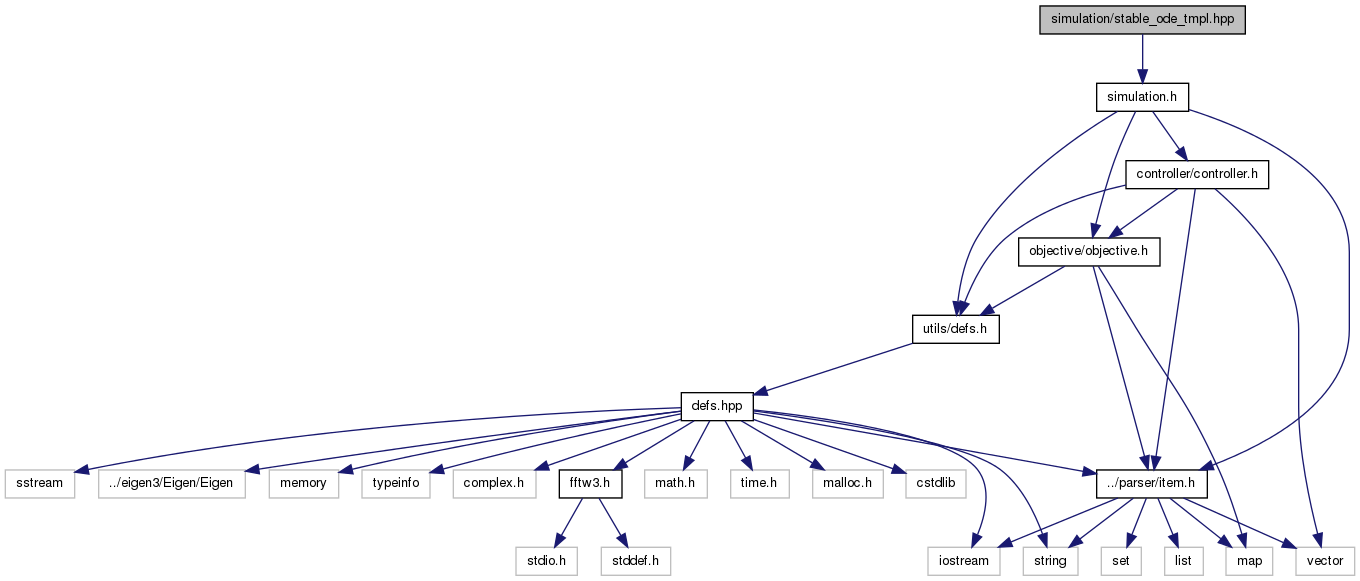 simulation/stable_ode_tmpl.hpp
simulation.h
controller/controller.h
objective/objective.h
utils/defs.h
defs.hpp
sstream
../eigen3/Eigen/Eigen
memory
typeinfo
complex.h
fftw3.h
math.h
time.h
malloc.h
cstdlib
../parser/item.h
stdio.h
stddef.h
iostream
string
set
list
map
vector